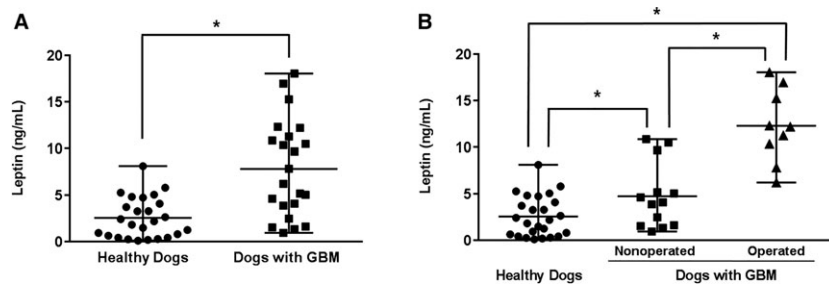 A
*
Leptin (ng/mL)
20
15
10
5
0
Healthy Dogs Dogs with GBM
B
*
*
*
Leptin (ng/mL)
20
15
10
5
0
Nonoperated Operated
Healthy Dogs Dogs with GBM